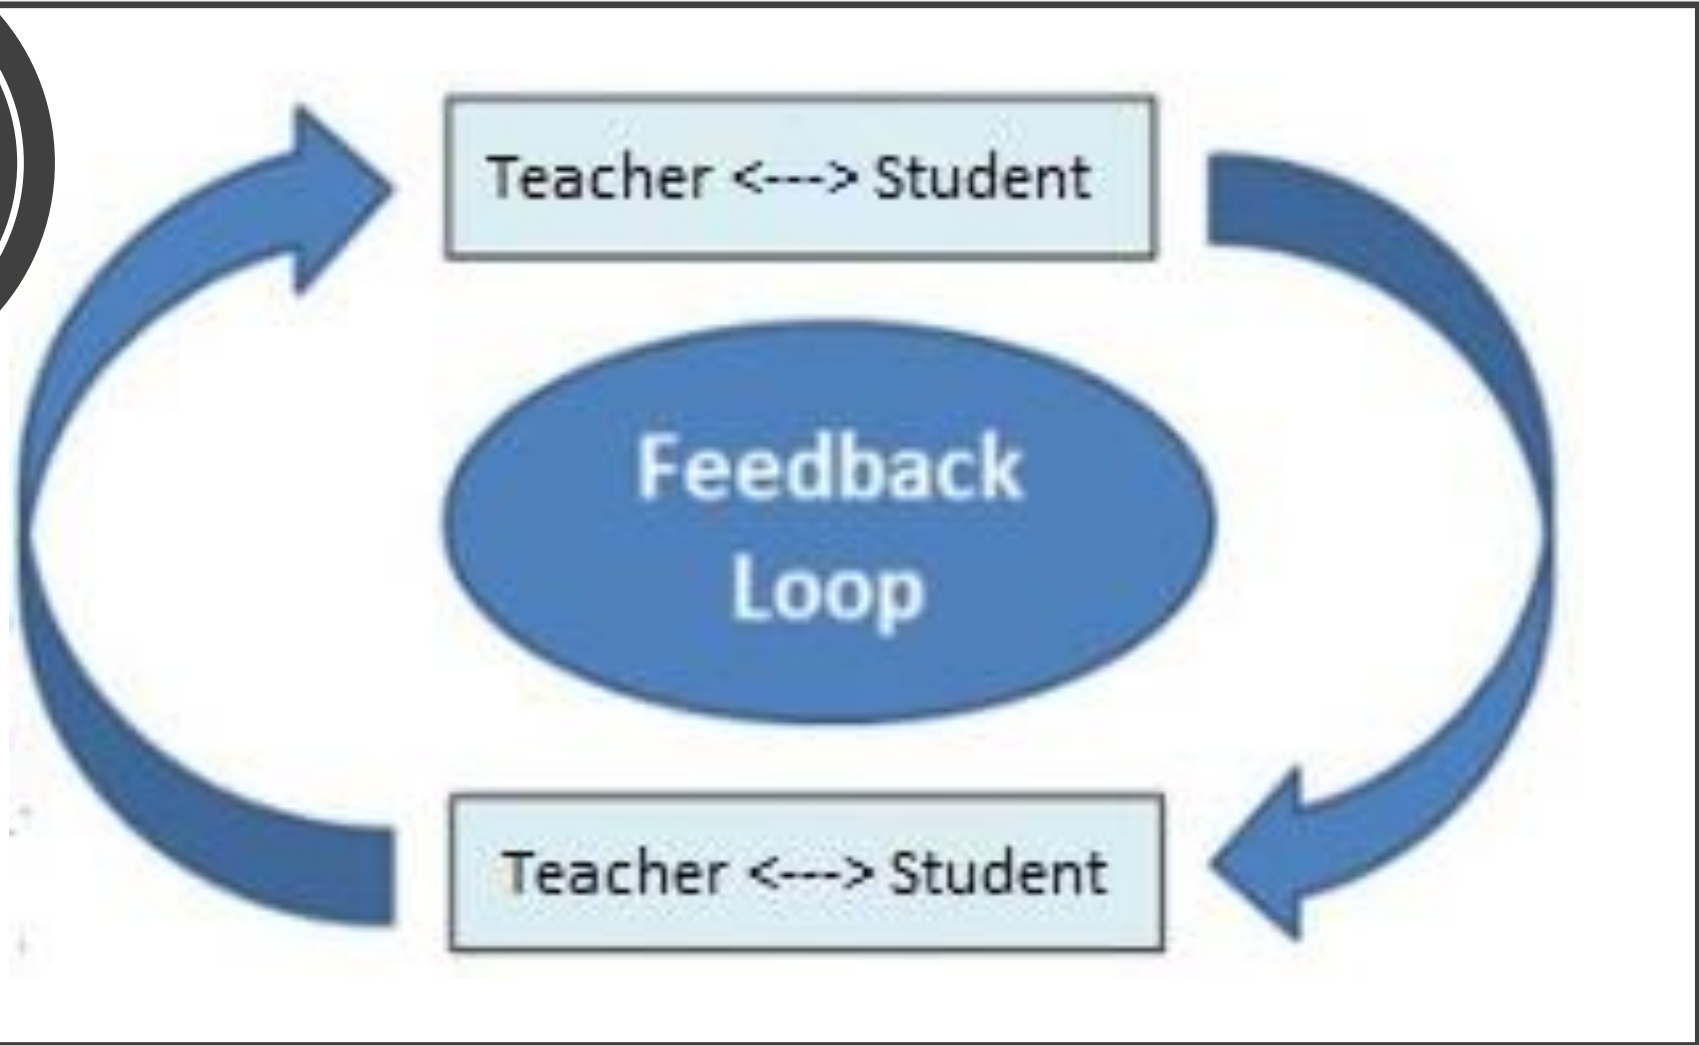 Teacher <---> Student
Feedback
Loop
Teacher <---> Student